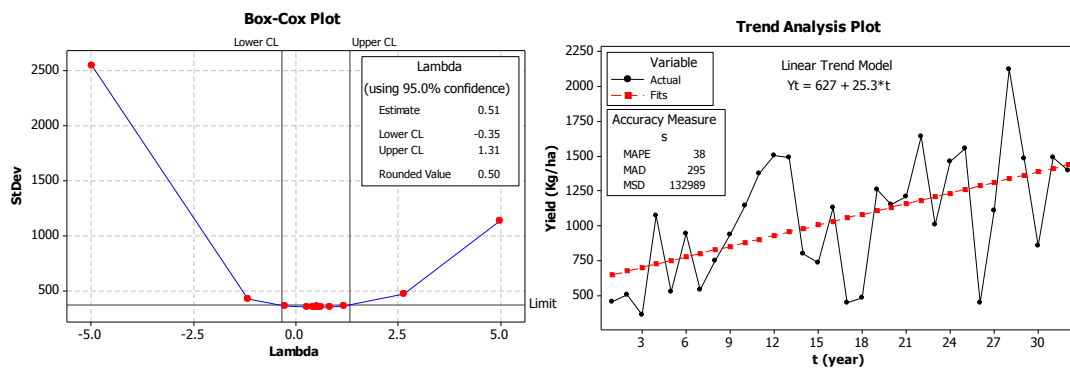 Box-Cox Plot
Lower CL
Upper CL
2500
2000
1500
1000
500
StDev
Lambda
(using 95.0% confidence)
Estimate 0.51
Lower CL -0.35
Upper CL 1.31
Rounded Value 0.50
Limit
-5.0 -2.5 0.0 2.5 5.0
Lambda
Trend Analysis Plot
2250
2000
1750
1500
1250
1000
750
500
Yield (Kg/ha)
Variable
Actual
Fits
Accuracy Measure
s
MAPE 38
MAD 295
MSD 132989
Linear Trend Model
Yt = 627 + 25.3*t
3 6 9 12 15 18 21 24 27 30
t (year)